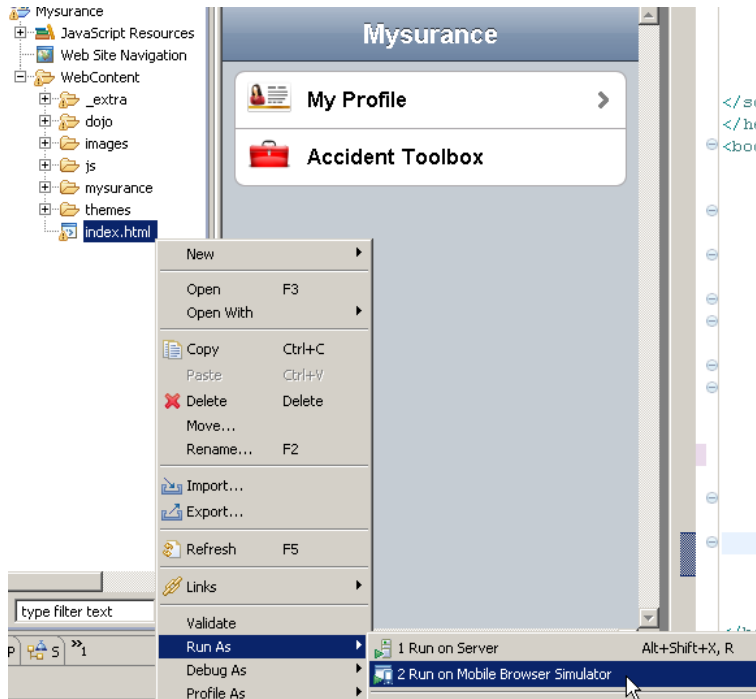 Mysurance
JavaScript Resources
Web Site Navigation
WebContent
_extra
dojo
images
js
mysurance
themes
index.html
Mysurance
My Profile
Accident Toolbox
New
Open F3
Open With
Copy Ctrl+C
Paste Ctrl+V
Delete Delete
Move...
Rename... F2
Import...
Export...
Refresh F5
Links
Validate
Run As
Debug As
Profile As
1 Run on Server Alt+Shift+X, R
2 Run on Mobile Browser Simulator
type filter text
P S »1
</s
</h
<bo
</b